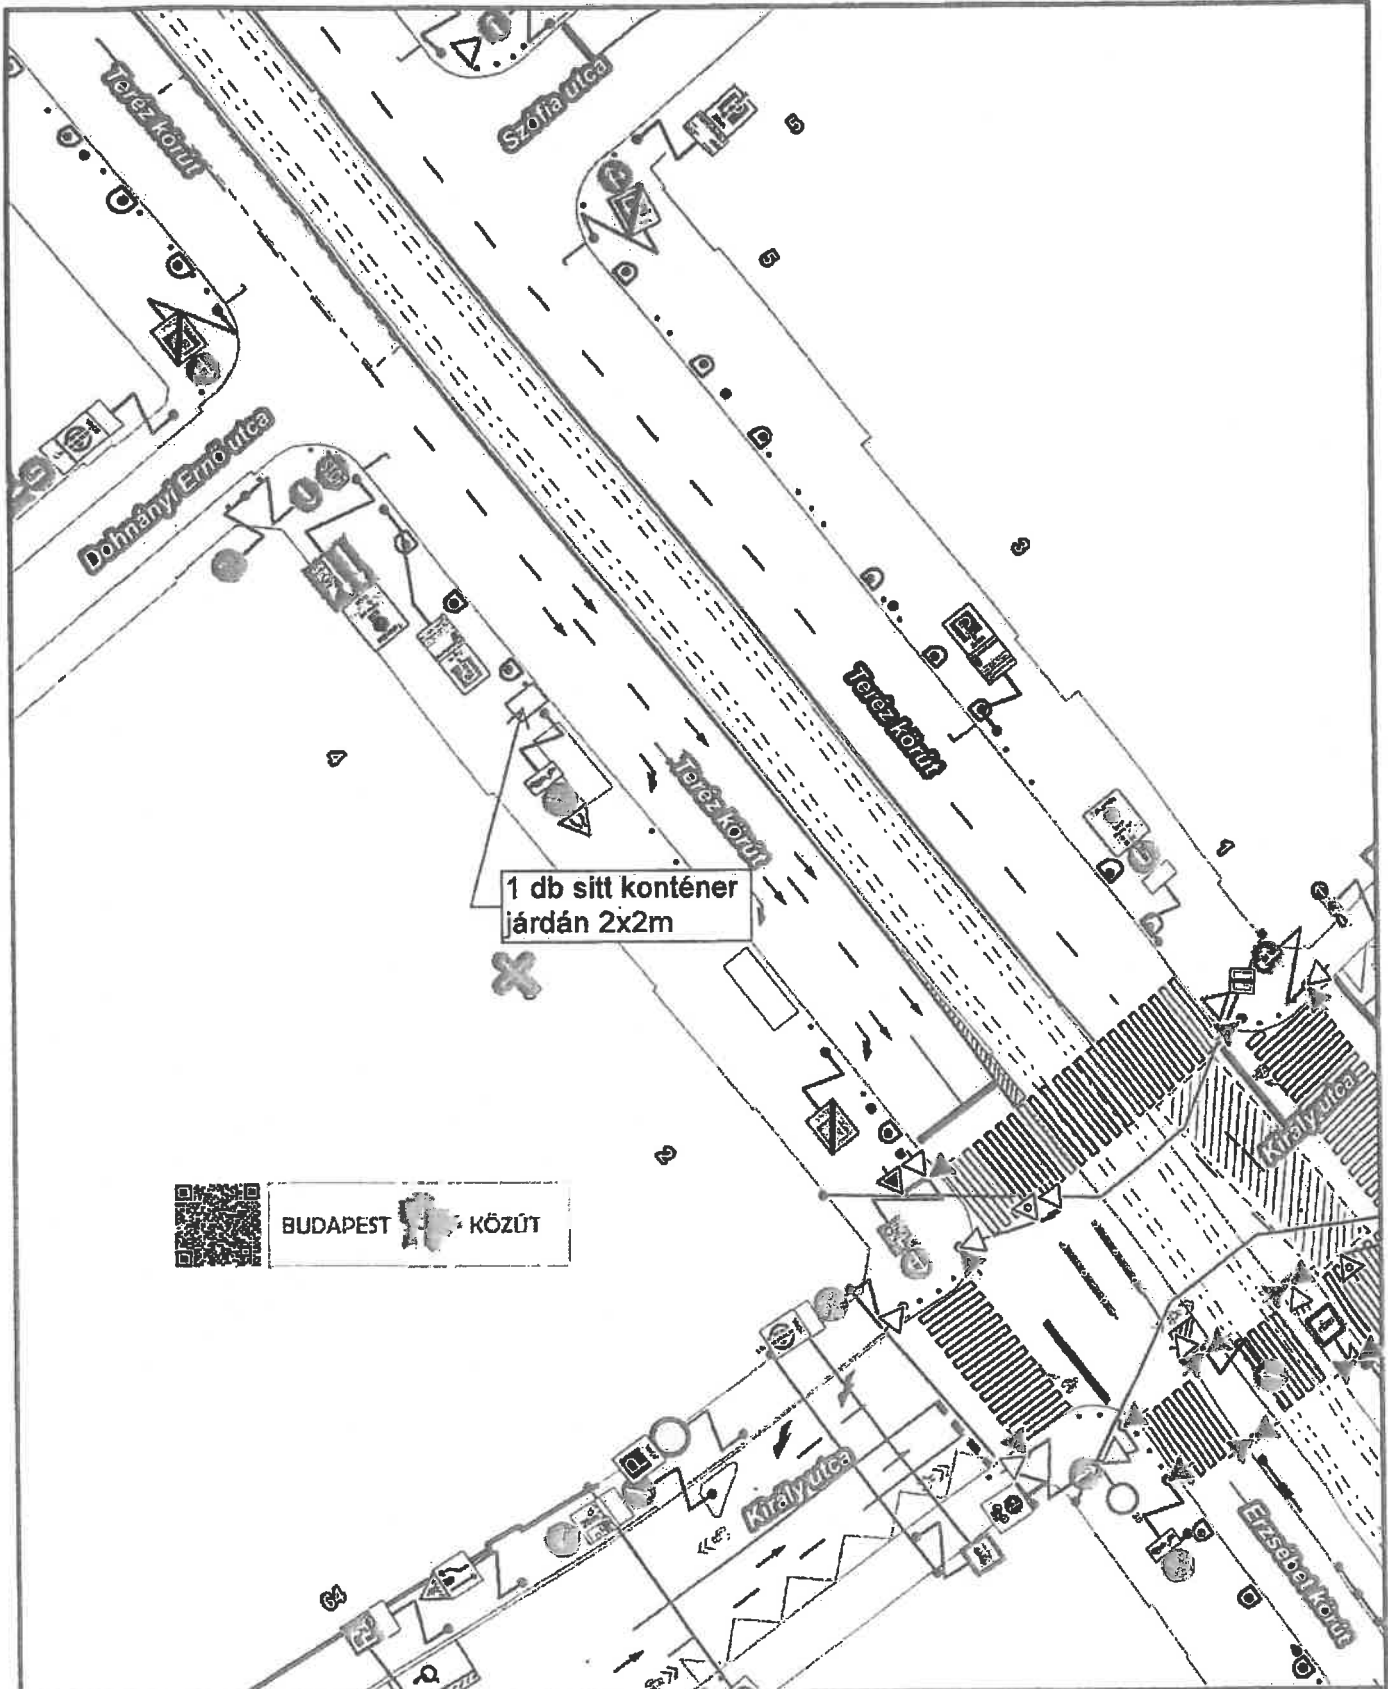 Teréz körút
Szófia utca
5
5
Dohnányi Ernő utca
3
Teréz körút
4
Teréz körút
1
1 db sitt konténer
járdán 2x2m
Király utca
2
BUDAPEST KÖZÚT
Király utca
Erzsébet körút
64